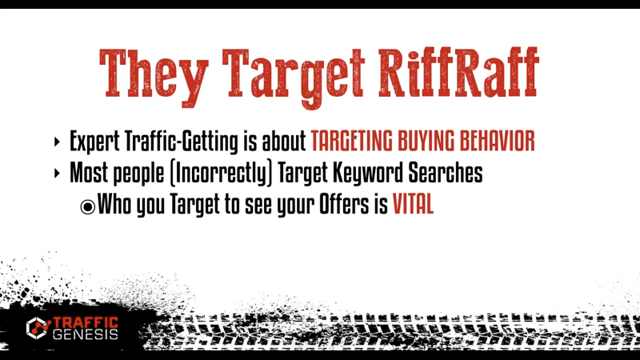 They Target RiffRaff
Expert Traffic-Getting is about TARGETING BUYING BEHAVIOR
Most people (Incorrectly) Target Keyword Searches
Who you Target to see your Offers is VITAL
TRAFFIC
GENESIS